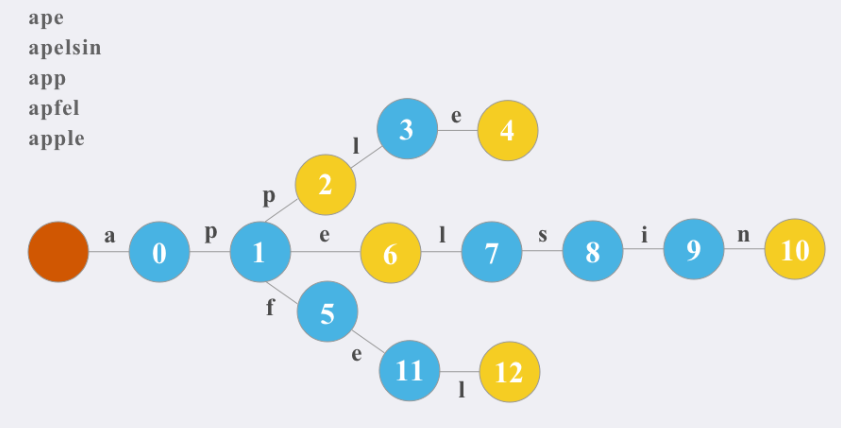 ape
apelsin
app
apfel
apple
l 3 e 4
p 2
a 0 p 1 e 6 l 7 s 8 i 9 n 10
f 5
e 11 l 12